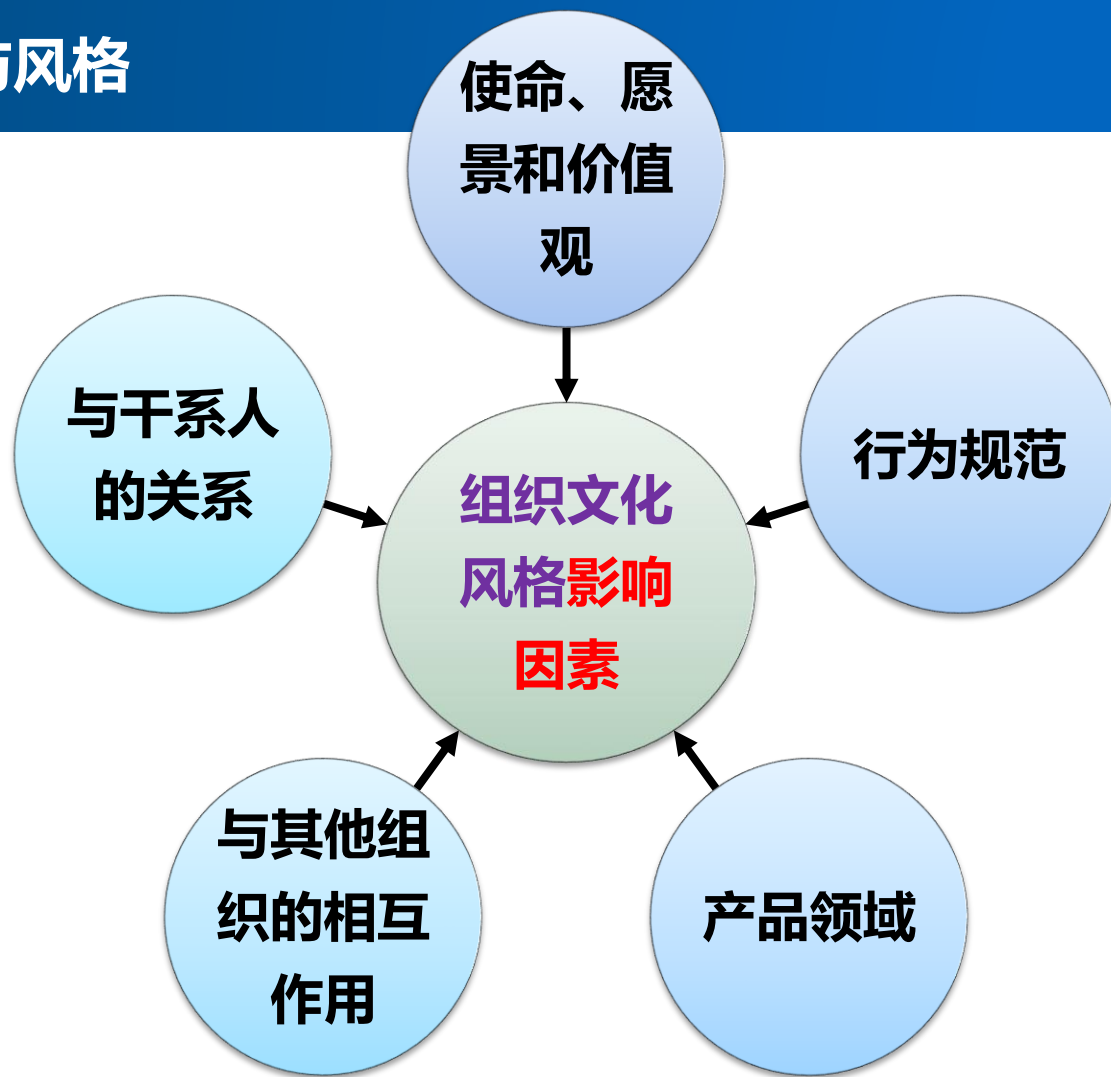 与风格
使命、愿
景和价值
观
与干系人
的关系
行为规范
组织文化
风格影响
因素
与其他组
织的相互
作用
产品领域